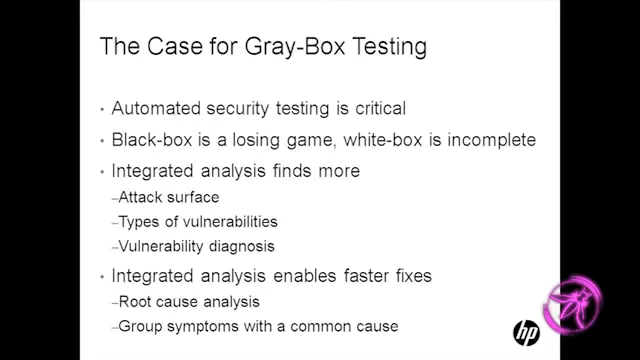 The Case for Gray-Box Testing
• Automated security testing is critical
• Black-box is a losing game, white-box is incomplete
• Integrated analysis finds more
–Attack surface
–Types of vulnerabilities
–Vulnerability diagnosis
• Integrated analysis enables faster fixes
–Root cause analysis
–Group symptoms with a common cause
hp